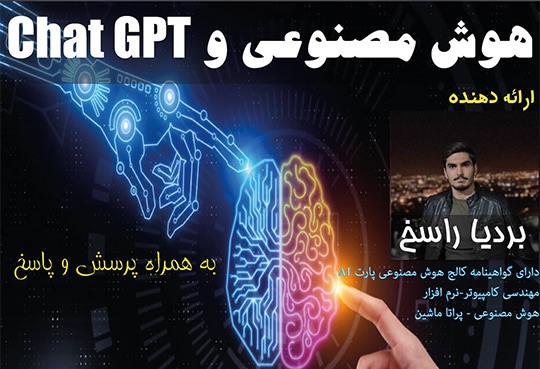 هوش مصنوعی و Chat GPT
ارائه دهنده
بردیا راسخ
به همراه پرسش و پاسخ
دارای گواهینامه کالج هوش مصنوعی پارت AI
مهندسی کامپیوتر-نرم افزار
هوش مصنوعی - پراتا ماشین